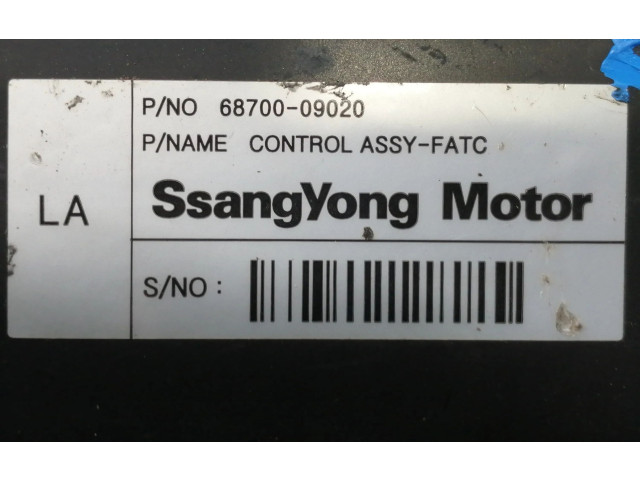 P/NO 68700-09020
P/NAME CONTROL ASSY-FATC
LA
SsangYong Motor
S/NO :